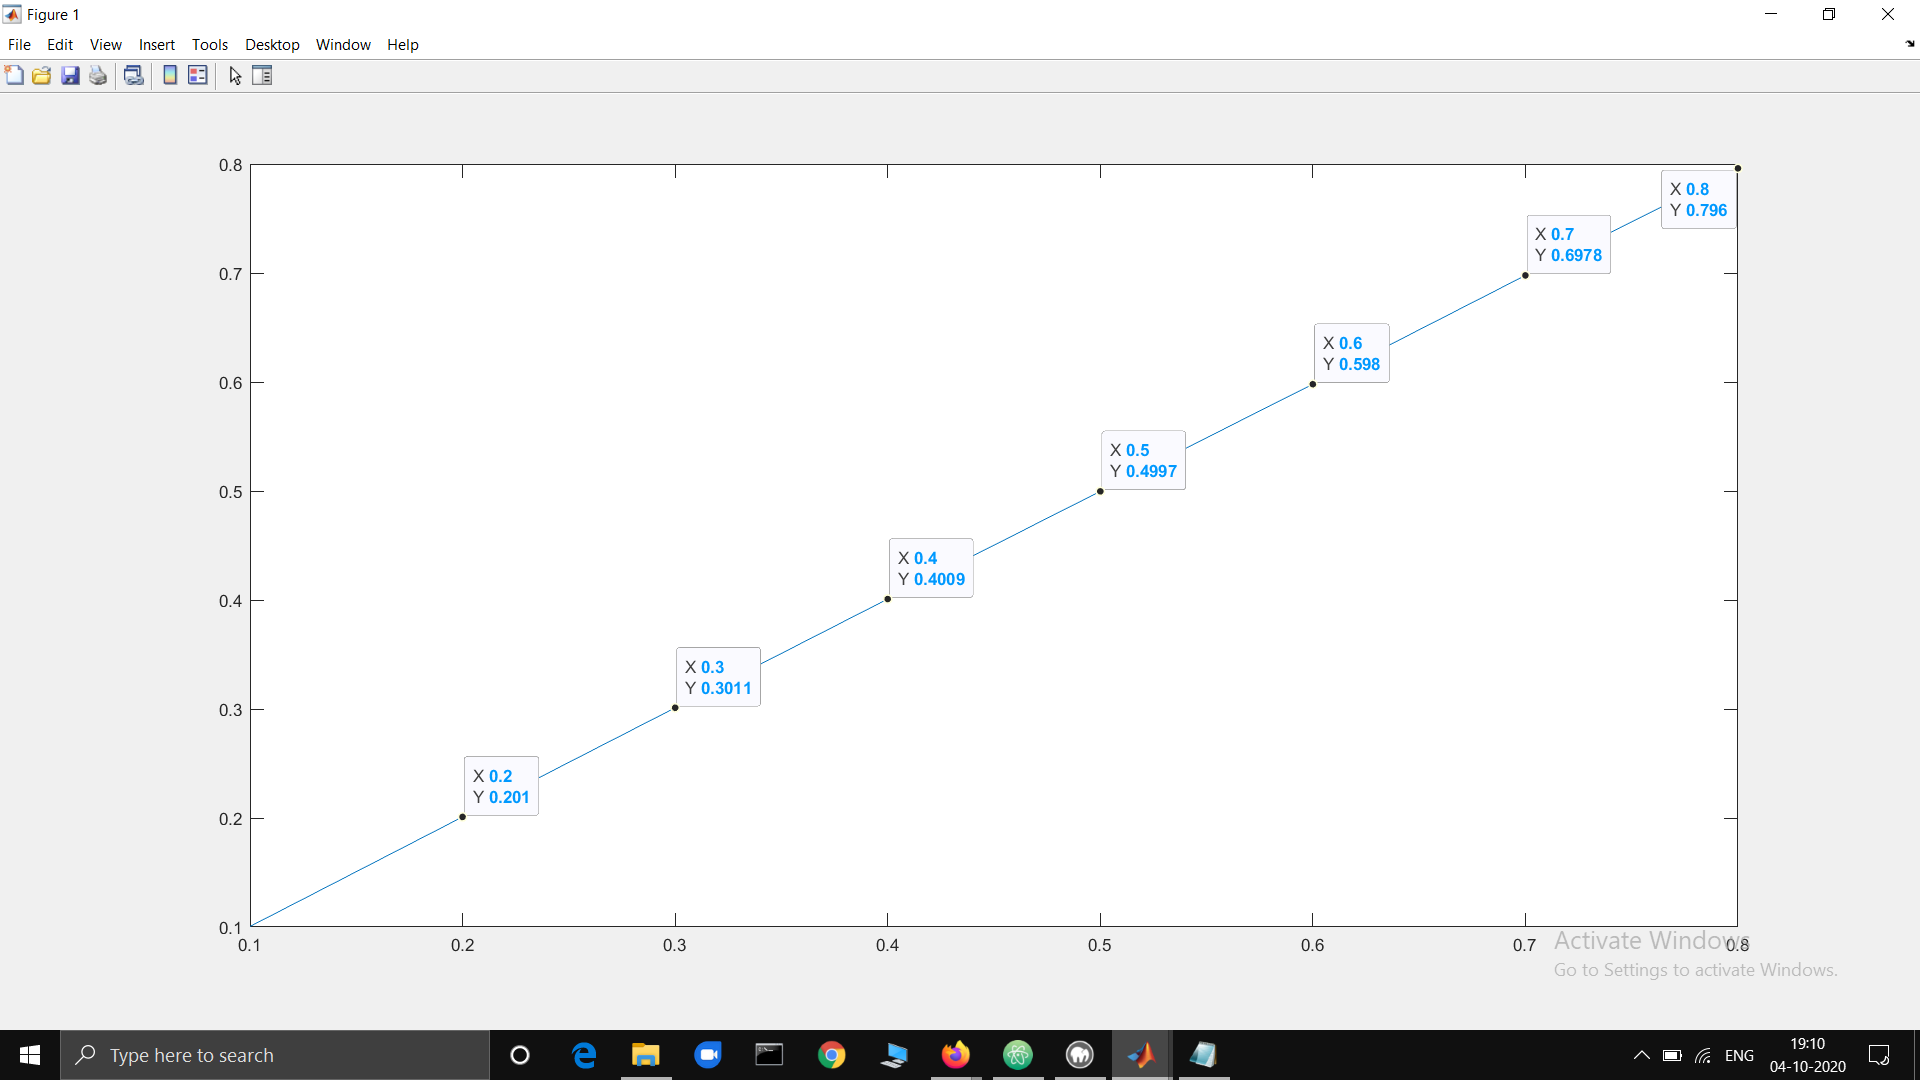 Figure 1
File Edit View Insert Tools Desktop Window Help
0.8
0.7
0.6
0.5
0.4
0.3
0.2
0.1
X 0.8
Y 0.796
X 0.7
Y 0.6978
X 0.6
Y 0.598
X 0.5
Y 0.4997
X 0.4
Y 0.4009
X 0.3
Y 0.3011
X 0.2
Y 0.201
0.1 0.2 0.3 0.4 0.5 0.6 0.7 0.8
Activate Windows
Go to Settings to activate Windows.
Type here to search
ENG
19:10
04-10-2020